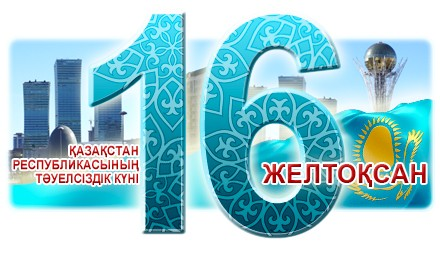 16
ҚАЗАҚСТАН
РЕСПУБЛИКАСЫНЫҢ
ТӘУЕЛСІЗДІК КҮНІ
ЖЕЛТОҚСАН